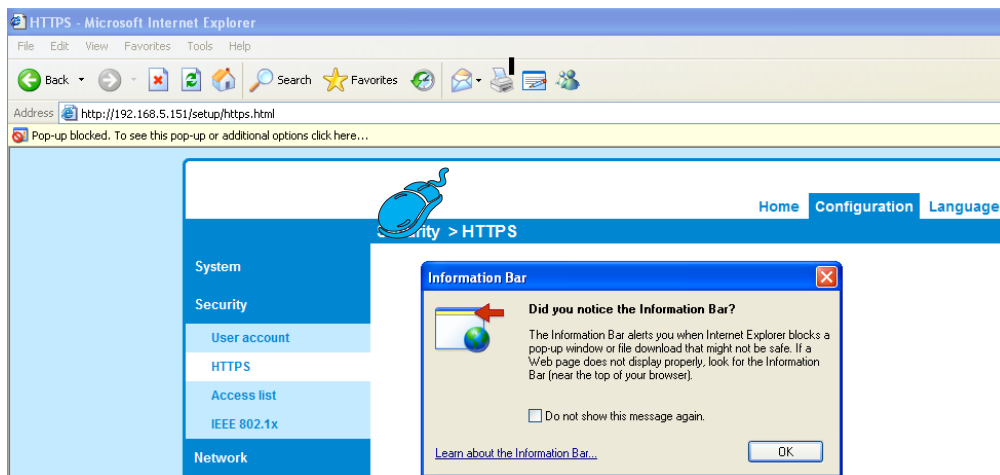 HTTPS - Microsoft Internet Explorer
File Edit View Favorites Tools Help
Back Search Favorites
Address http://192.168.5.151/setup/https.html
Pop-up blocked. To see this pop-up or additional options click here...
Home Configuration Language
Security > HTTPS
System
Security
User account
HTTPS
Access list
IEEE 802.1x
Network
Information Bar
Did you notice the Information Bar?
The Information Bar alerts you when Internet Explorer blocks a
pop-up window or file download that might not be safe. If a
Web page does not display properly, look for the Information
Bar (near the top of your browser).
Do not show this message again.
Learn about the Information Bar...
OK